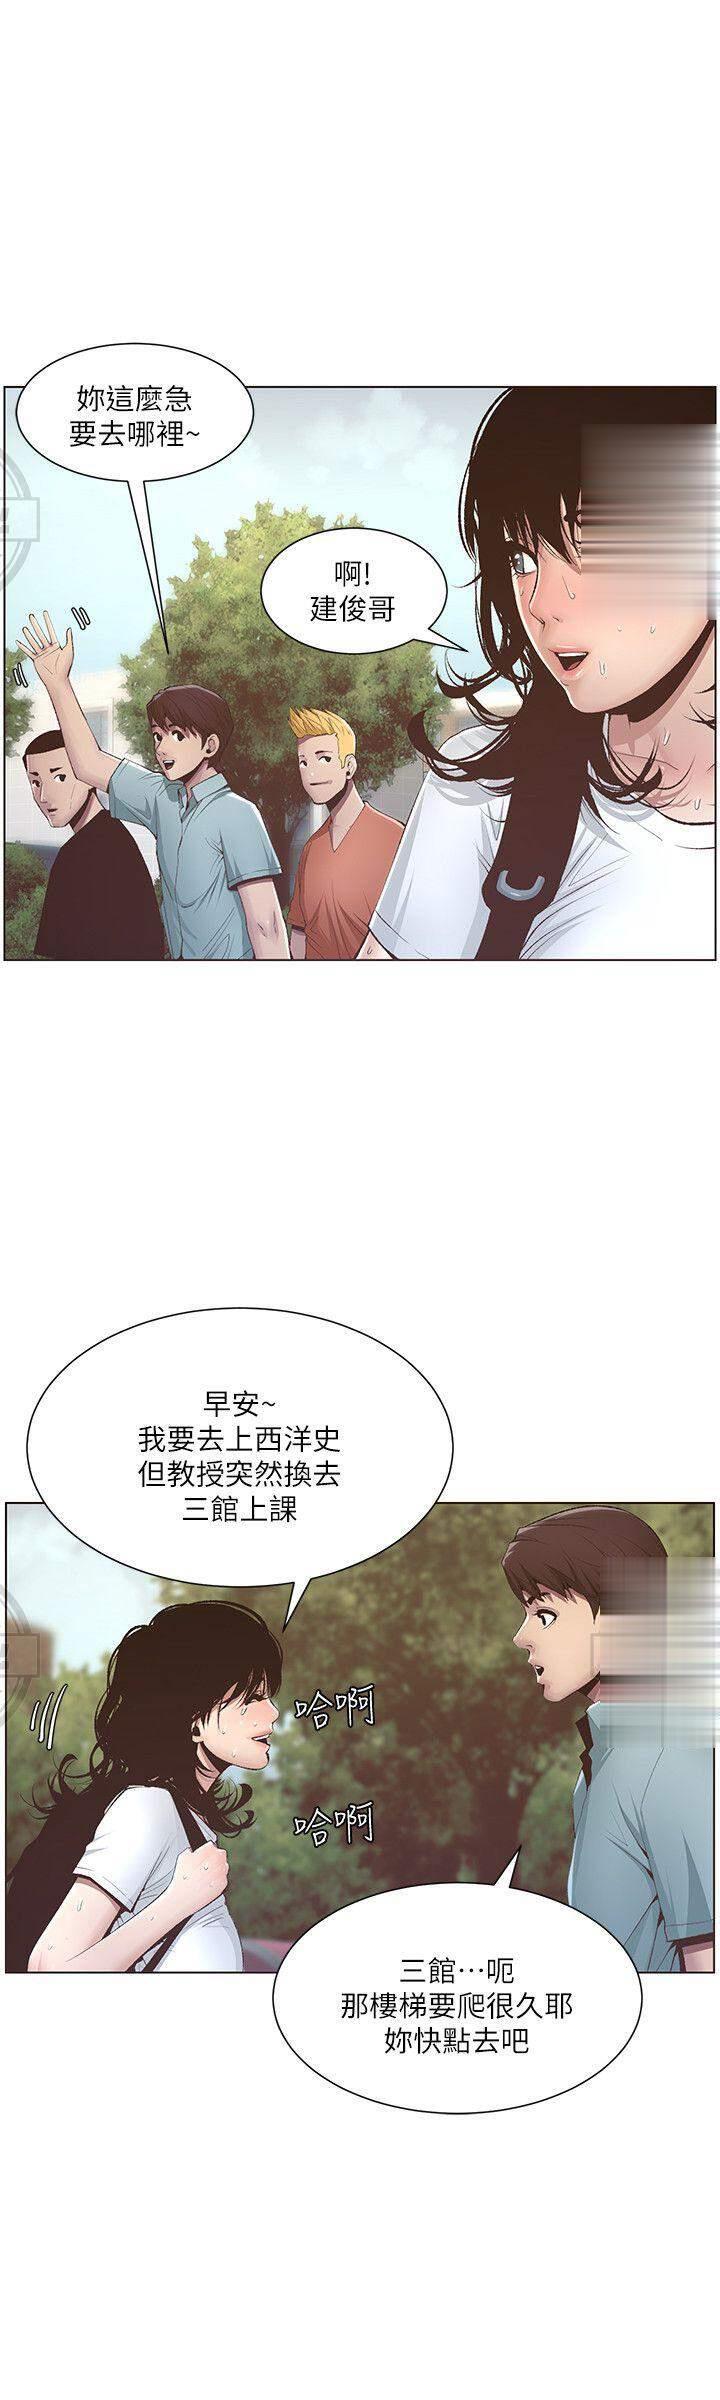 妳這麼急
要去哪裡~
啊!
建俊哥
早安~
我要去上西洋史
但教授突然換去
三館上課
哈啊
哈啊
三館⋯呃
那樓梯要爬很久耶
妳快點去吧